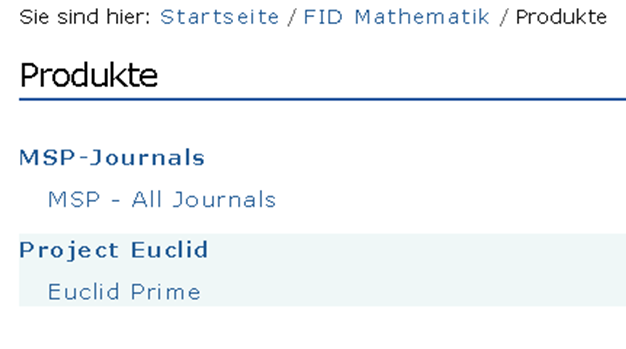 Sie sind hier: Startseite / FID Mathematik / Produkte
Produkte
MSP-Journals
MSP - All Journals
Project Euclid
Euclid Prime